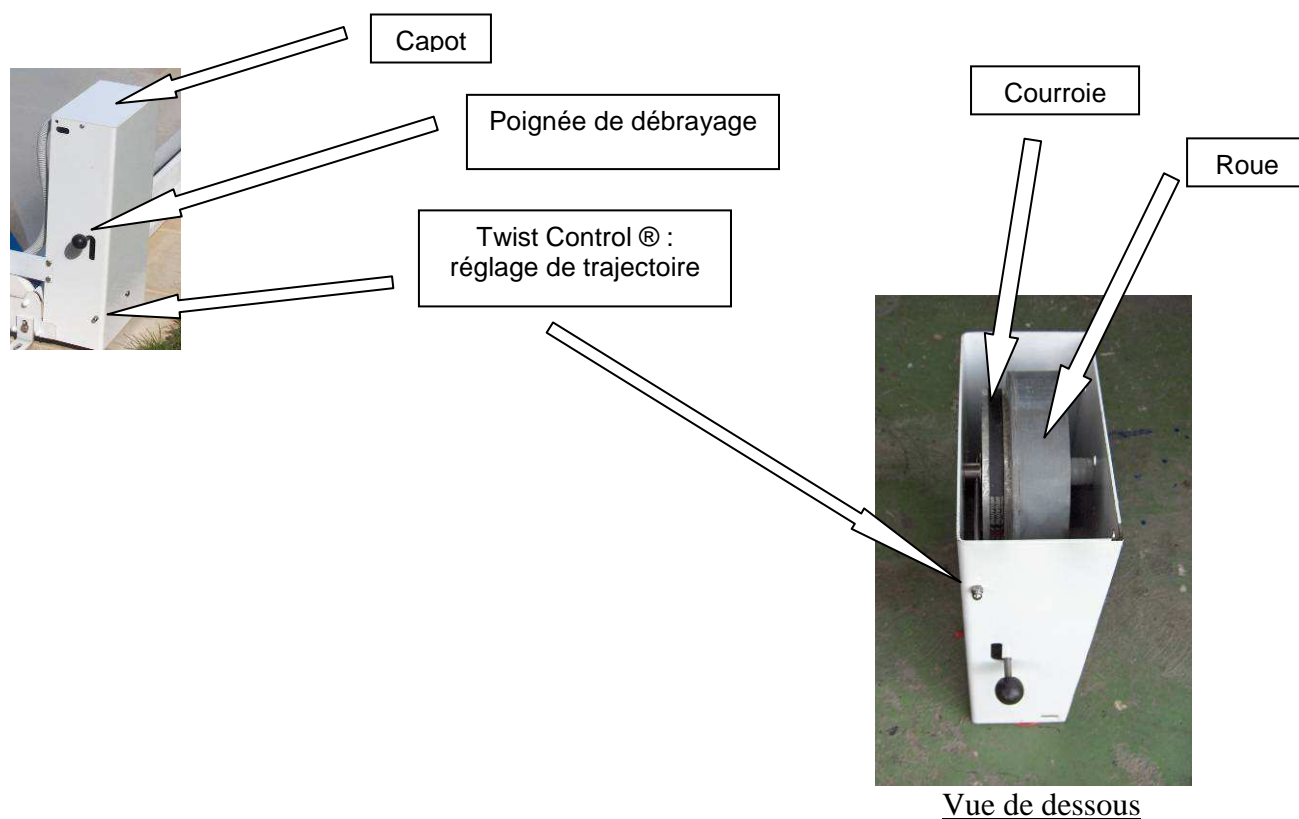 Capot
Poignée de débrayage
Twist Control ® :
réglage de trajectoire
Courroie
Roue
Vue de dessous